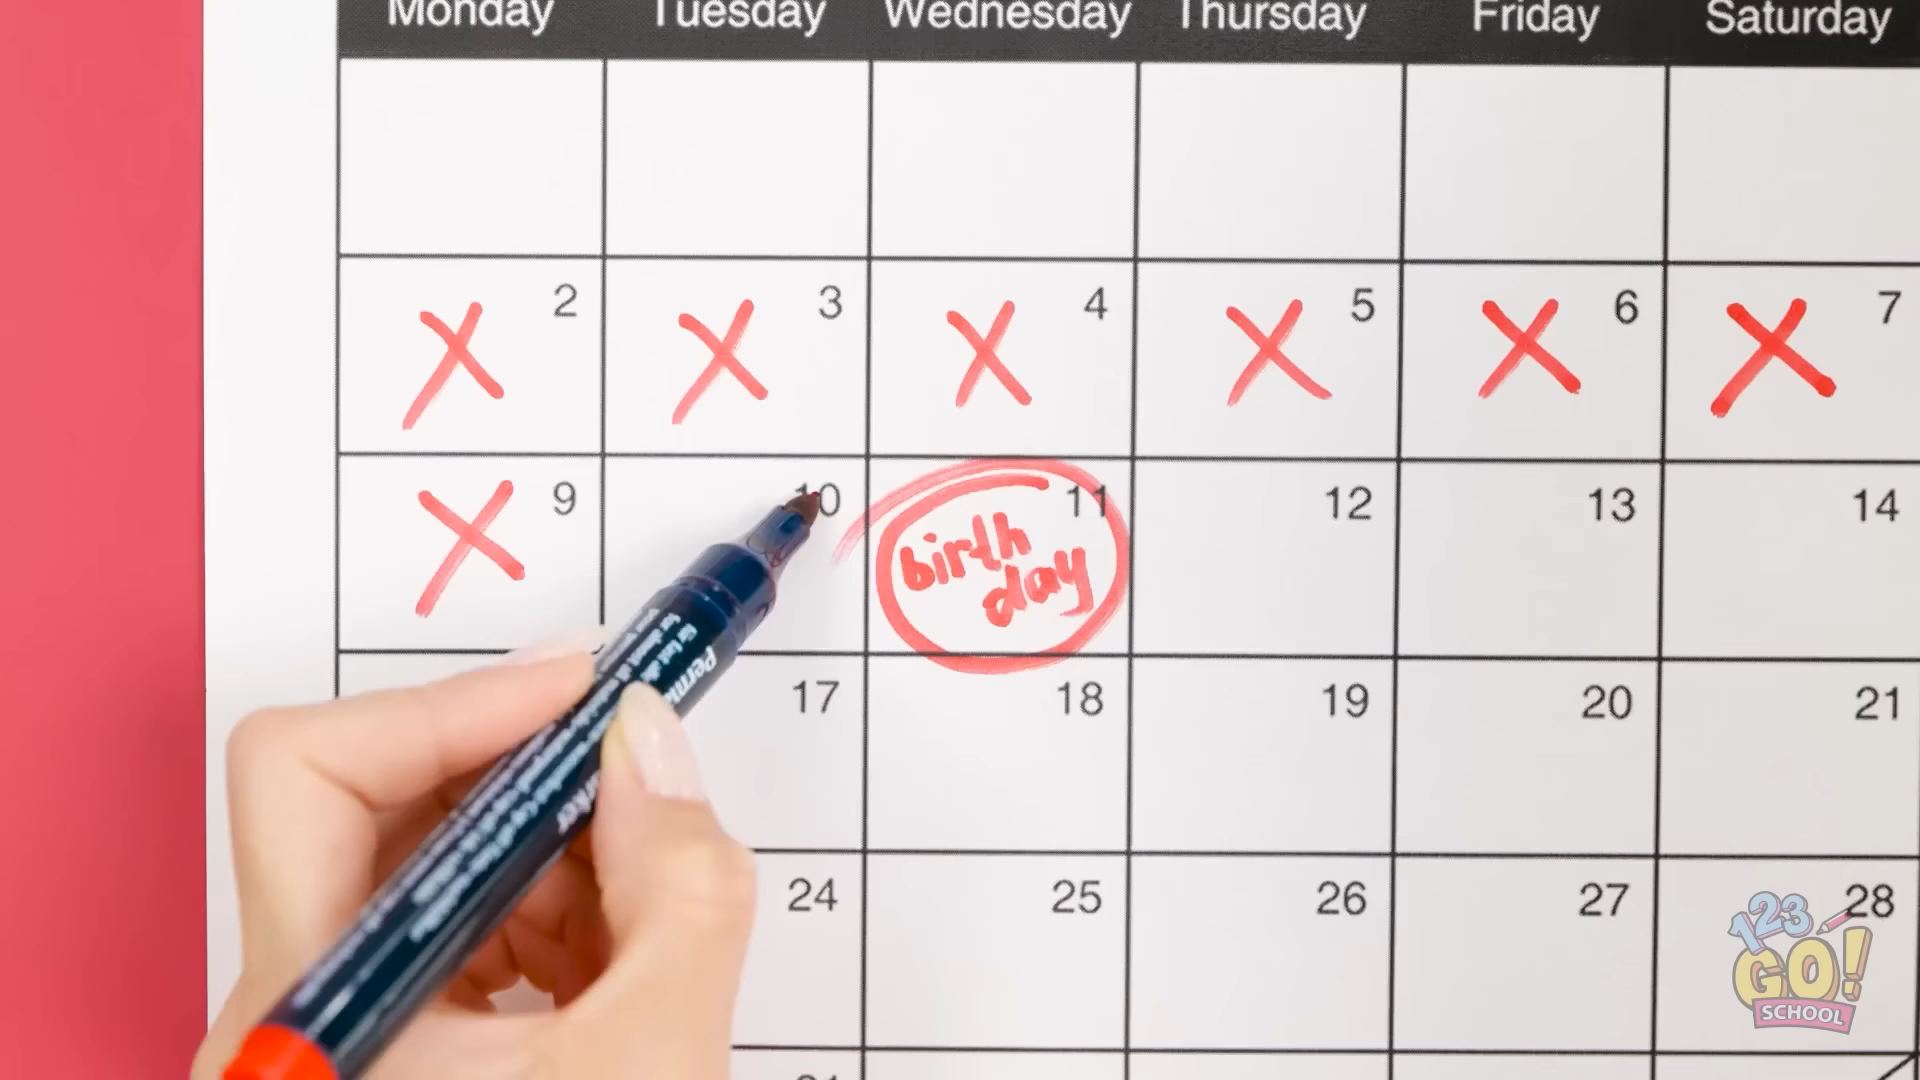 Monday Tuesday Wednesday Thursday Friday Saturday
2 3 4 5 6 7
9 10 11 12 13 14
birth
day
17 18 19 20 21
24 25 26 27 28
Perma
123
GO!
SCHOOL